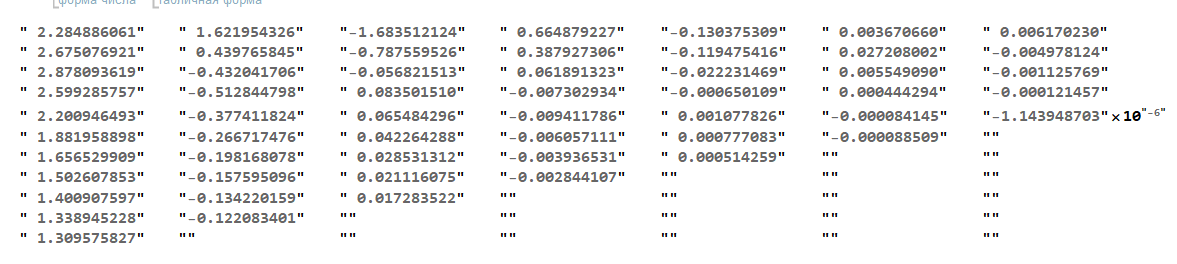 форма числа табличная форма
" 2.284886061" " 1.621954326" "-1.683512124" " 0.664879227" "-0.130375309" " 0.003670660" " 0.006170230"
" 2.675076921" " 0.439765845" "-0.787559526" " 0.387927306" "-0.119475416" " 0.027208002" "-0.004978124"
" 2.878093619" "-0.432041706" "-0.056821513" " 0.061891323" "-0.022231469" " 0.005549090" "-0.001125769"
" 2.599285757" "-0.512844798" " 0.083501510" "-0.007302934" "-0.000650109" " 0.000444294" "-0.000121457"
" 2.200946493" "-0.377411824" " 0.065484296" "-0.009411786" " 0.001077826" "-0.000084145" "-1.143948703"×10"-6"
" 1.881958898" "-0.266717476" " 0.042264288" "-0.006057111" " 0.000777083" "-0.000088509" ""
" 1.656529909" "-0.198168078" " 0.028531312" "-0.003936531" " 0.000514259" "" ""
" 1.502607853" "-0.157595096" " 0.021116075" "-0.002844107" "" "" ""
" 1.400907597" "-0.134220159" " 0.017283522" "" "" "" ""
" 1.338945228" "-0.122083401" "" "" "" "" ""
" 1.309575827" "" "" "" "" "" ""